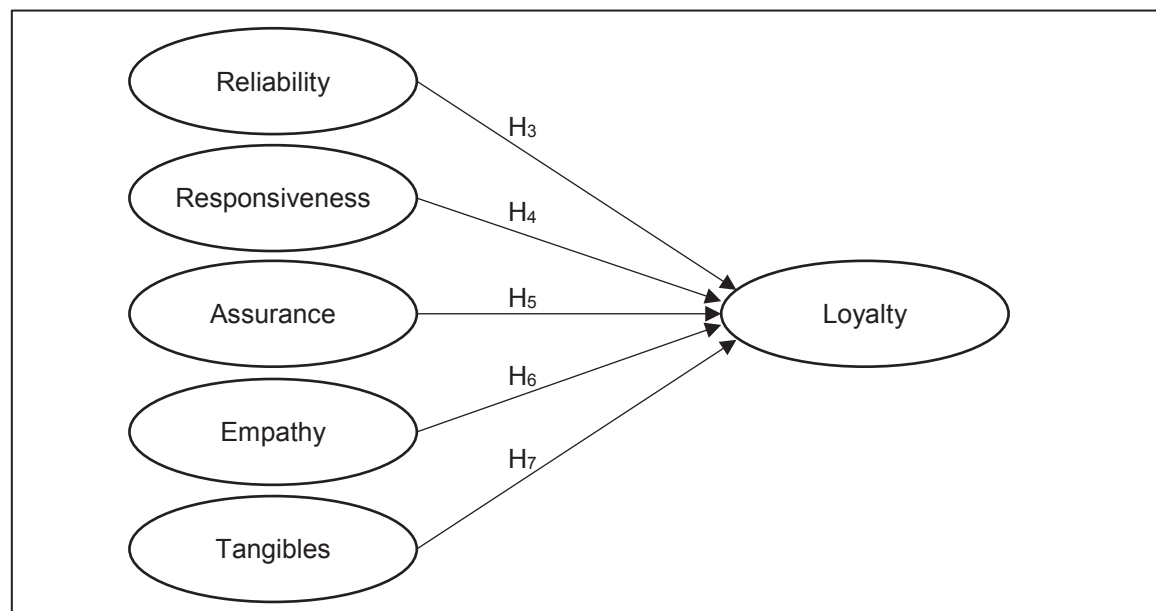 Reliability
H₃
Responsiveness
H₄
Assurance
H₅
Loyalty
Empathy
H₆
Tangibles
H₇